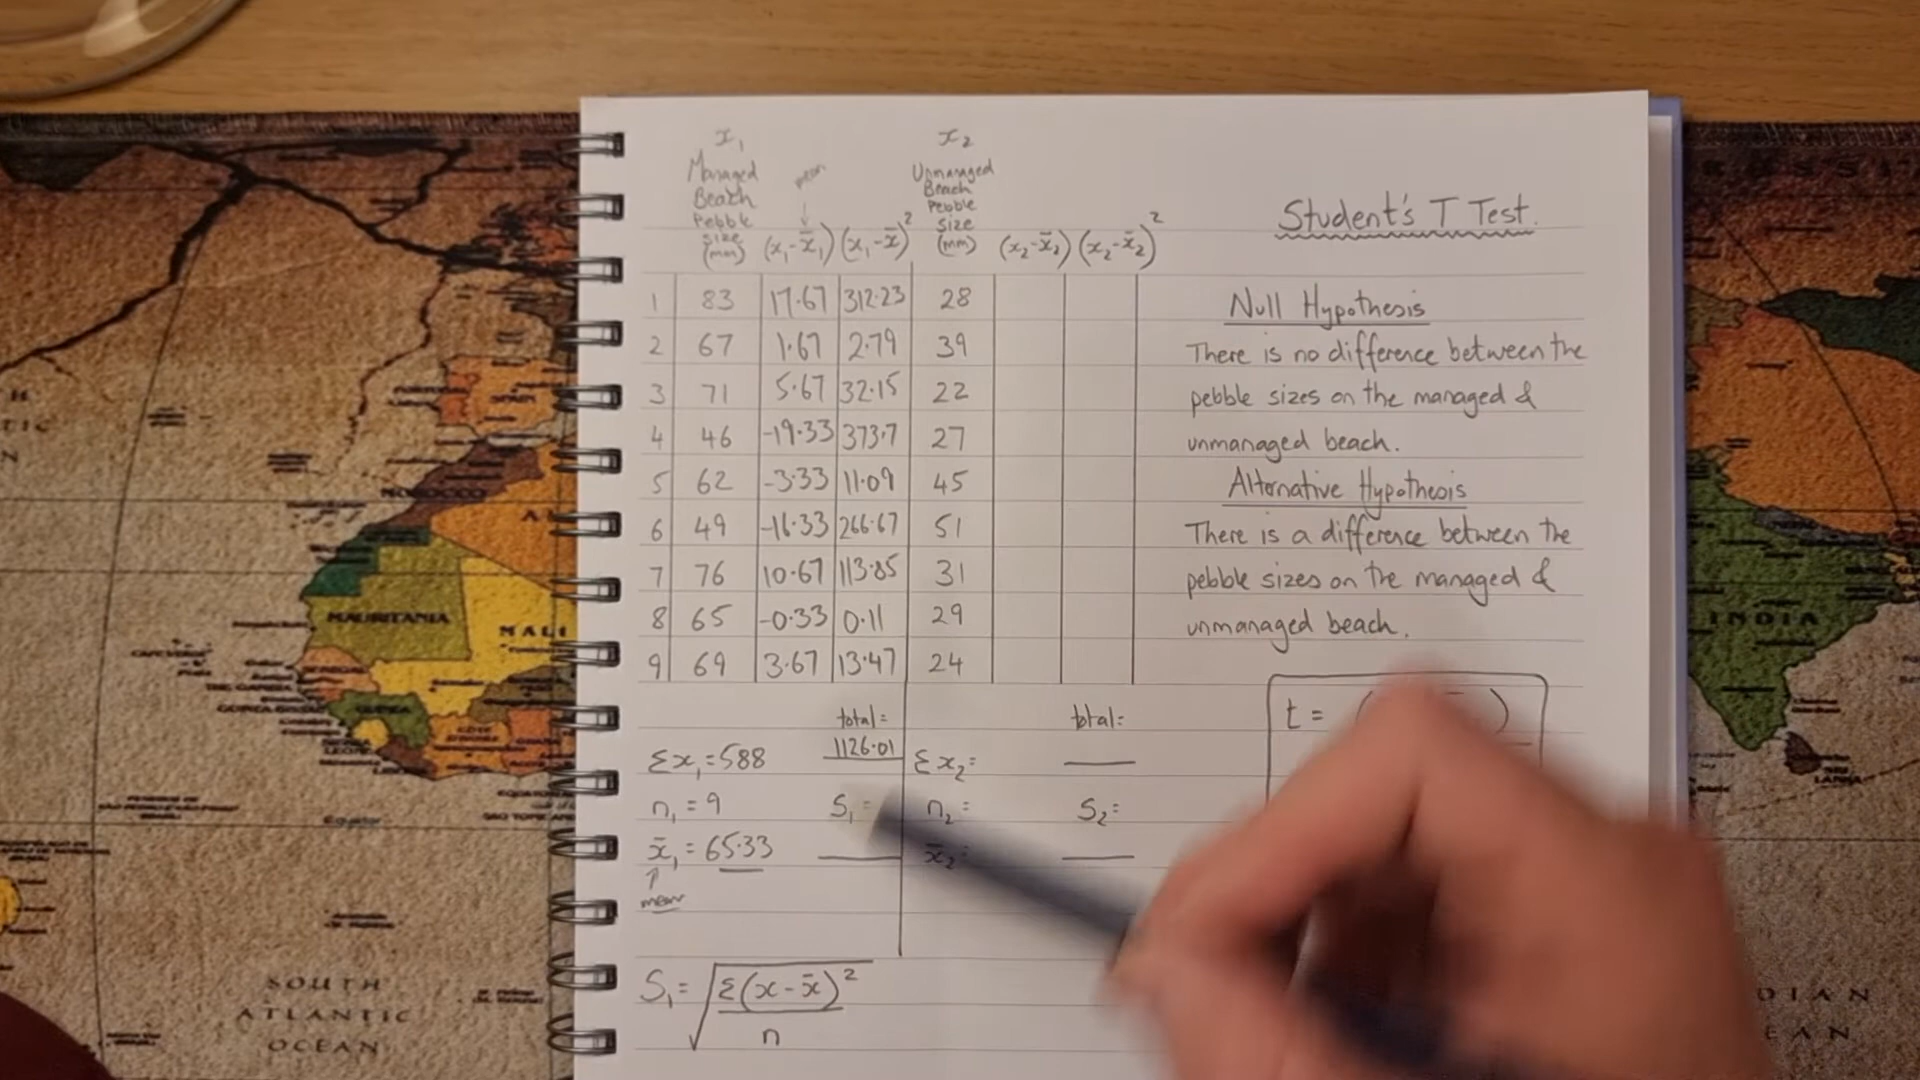 x₁ x₂
Managed Beach Pebble size (mm) mean (x₁-x̄₁) (x₁-x̄)² Unmanaged Beach Pebble size (mm) (x₂-x̄₂) (x₂-x̄₂)²
Student's T Test.
1 83 17.67 312.23 28
2 67 1.67 2.79 39
3 71 5.67 32.15 22
4 46 -19.33 373.7 27
5 62 -3.33 11.09 45
6 49 -16.33 266.67 51
7 76 10.67 113.85 31
8 65 -0.33 0.11 29
9 69 3.67 13.47 24
total= total=
Σx₁=588 1126.01 Σx₂=
n₁=9 S₁= n₂= S₂=
x̄₁=65.33 x̄₂=
mean
S₁=√Σ(x-x̄)²/n
Null Hypothesis
There is no difference between the
pebble sizes on the managed &
unmanaged beach.
Alternative Hypothesis
There is a difference between the
pebble sizes on the managed &
unmanaged beach.
t =
MOROCCO
MAURITANIA
MALI
SOUTH
ATLANTIC
OCEAN
INDIA